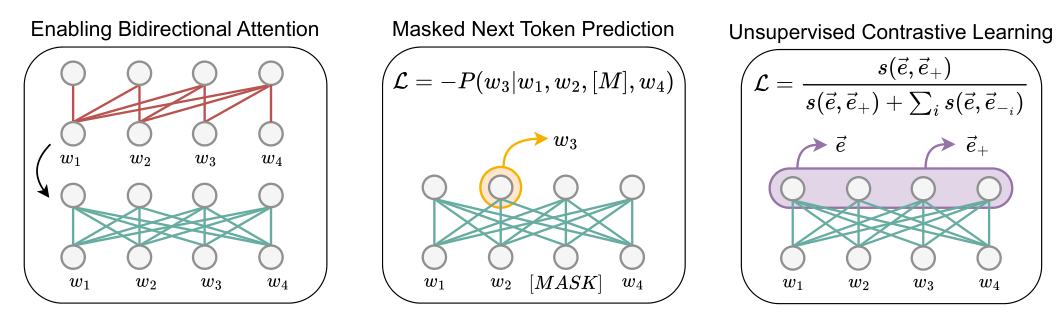 Enabling Bidirectional Attention
w₁ w₂ w₃ w₄
w₁ w₂ w₃ w₄
Masked Next Token Prediction
ℒ = −P(w₃|w₁, w₂, [M], w₄)
w₃
w₁ w₂ [MASK] w₄
Unsupervised Contrastive Learning
ℒ = s(e⃗, e⃗₊) / (s(e⃗, e⃗₊) + ∑ᵢ s(e⃗, e⃗₋ᵢ))
e⃗ e⃗₊
w₁ w₂ w₃ w₄